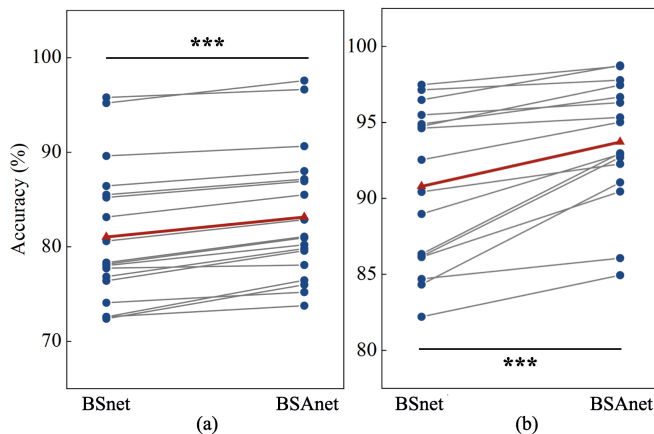 Accuracy (%)
100
90
80
70
***
BSnet
BSAnet
(a)
100
95
90
85
80
***
BSnet
BSAnet
(b)